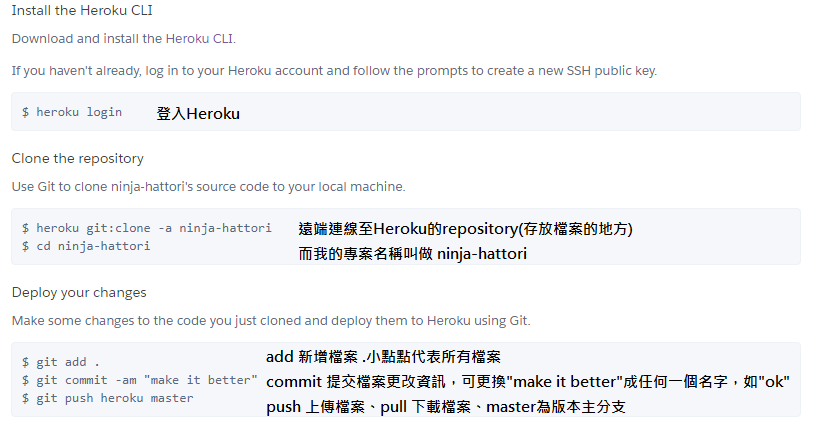 Install the Heroku CLI
Download and install the Heroku CLI.
If you haven't already, log in to your Heroku account and follow the prompts to create a new SSH public key.
$ heroku login 登入Heroku
Clone the repository
Use Git to clone ninja-hattori's source code to your local machine.
$ heroku git:clone -a ninja-hattori 遠端連線至Heroku的repository(存放檔案的地方)
$ cd ninja-hattori 而我的專案名稱叫做 ninja-hattori
Deploy your changes
Make some changes to the code you just cloned and deploy them to Heroku using Git.
$ git add . add 新增檔案 .小點點代表所有檔案
$ git commit -am "make it better" commit 提交檔案更改資訊，可更換"make it better"成任何一個名字，如"ok"
$ git push heroku master push 上傳檔案、pull 下載檔案、master為版本主分支